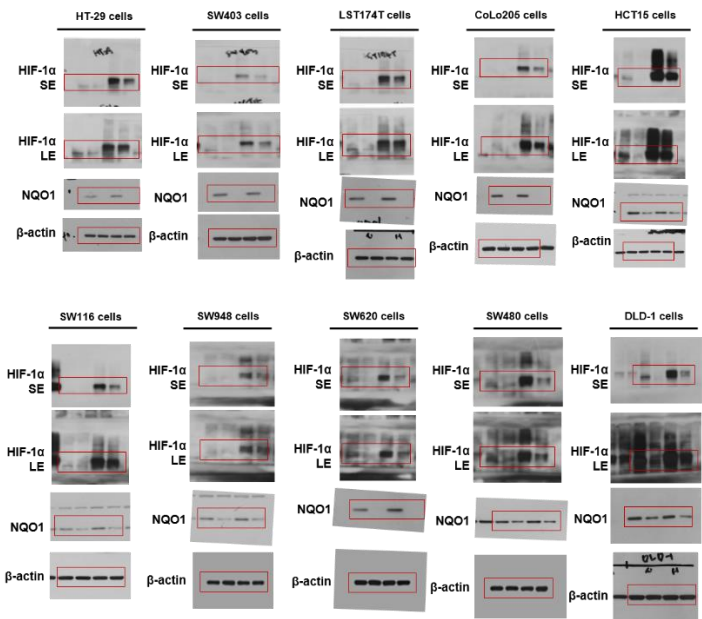 HT-29 cells
SW403 cells
LST174T cells
CoLo205 cells
HCT15 cells
HIF-1α
SE
HIF-1α
SE
HIF-1α
SE
HIF-1α
SE
HIF-1α
SE
HIF-1α
LE
HIF-1α
LE
HIF-1α
LE
HIF-1α
LE
HIF-1α
LE
NQO1
NQO1
NQO1
NQO1
NQO1
β-actin
β-actin
β-actin
β-actin
β-actin
SW116 cells
SW948 cells
SW620 cells
SW480 cells
DLD-1 cells
HIF-1α
SE
HIF-1α
SE
HIF-1α
SE
HIF-1α
SE
HIF-1α
SE
HIF-1α
LE
HIF-1α
LE
HIF-1α
LE
HIF-1α
LE
HIF-1α
LE
NQO1
NQO1
NQO1
NQO1
NQO1
β-actin
β-actin
β-actin
β-actin
β-actin
DLD-1
N H